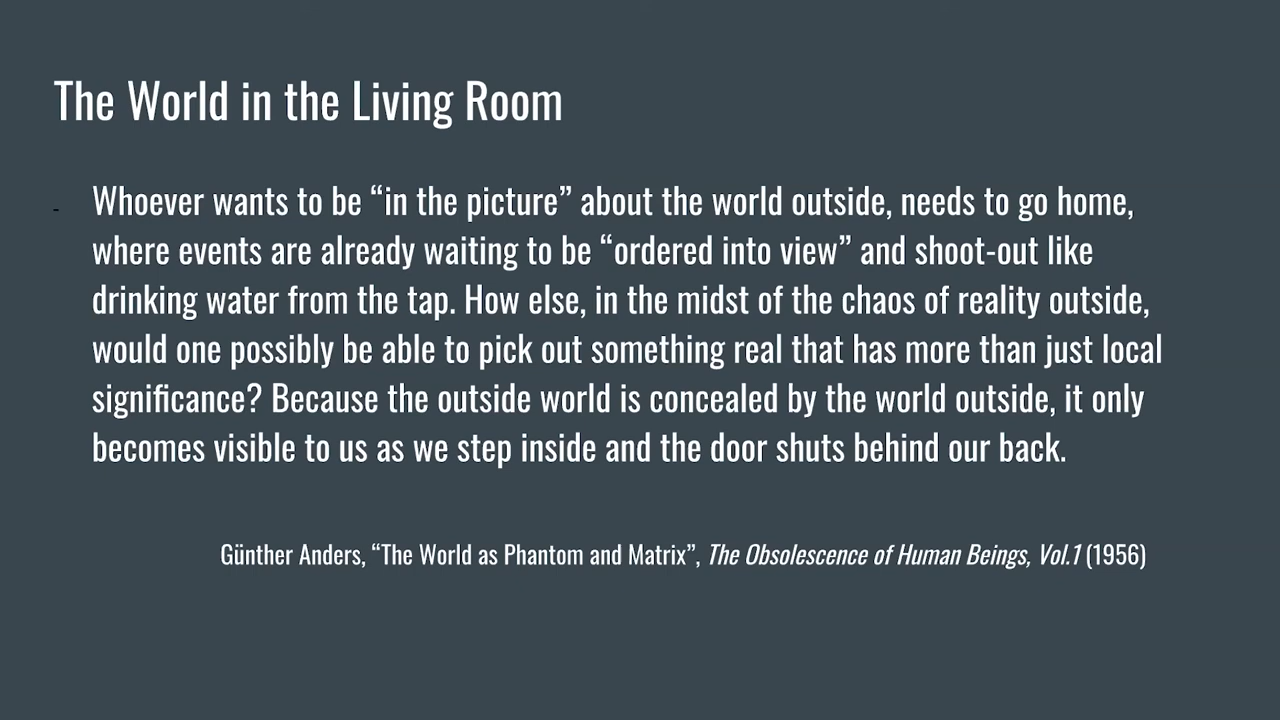 The World in the Living Room
- Whoever wants to be “in the picture” about the world outside, needs to go home,
where events are already waiting to be “ordered into view” and shoot-out like
drinking water from the tap. How else, in the midst of the chaos of reality outside,
would one possibly be able to pick out something real that has more than just local
significance? Because the outside world is concealed by the world outside, it only
becomes visible to us as we step inside and the door shuts behind our back.
Günther Anders, “The World as Phantom and Matrix”, The Obsolescence of Human Beings, Vol.1 (1956)